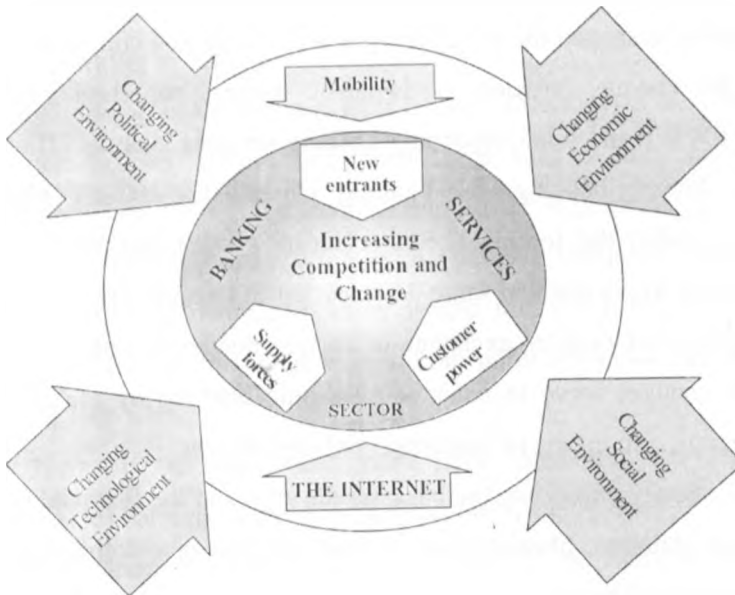 Changing
Political
Environment
Mobility
Changing
Economic
Environment
New
entrants
BANKING
SERVICES
Increasing
Competition and
Change
Supply
forces
Customer
power
SECTOR
Changing
Technological
Environment
THE INTERNET
Changing
Social
Environment